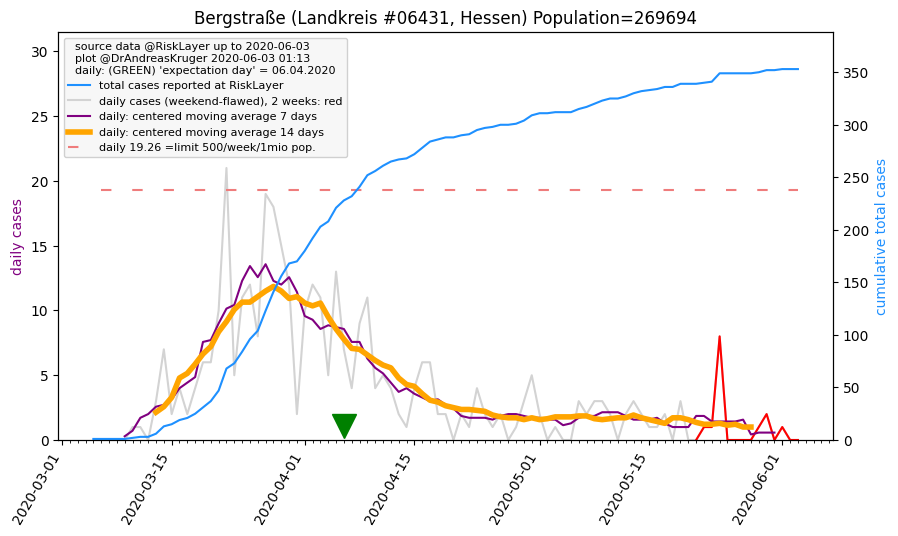 Bergstraße (Landkreis #06431, Hessen) Population=269694
source data @RiskLayer up to 2020-06-03
plot @DrAndreasKruger 2020-06-03 01:13
daily: (GREEN) 'expectation day' = 06.04.2020
total cases reported at RiskLayer
daily cases (weekend-flawed), 2 weeks: red
daily: centered moving average 7 days
daily: centered moving average 14 days
daily 19.26 =limit 500/week/1mio pop.
daily cases
30
25
20
15
10
5
0
cumulative total cases
350
300
250
200
150
100
50
0
2020-03-01
2020-03-15
2020-04-01
2020-04-15
2020-05-01
2020-05-15
2020-06-01